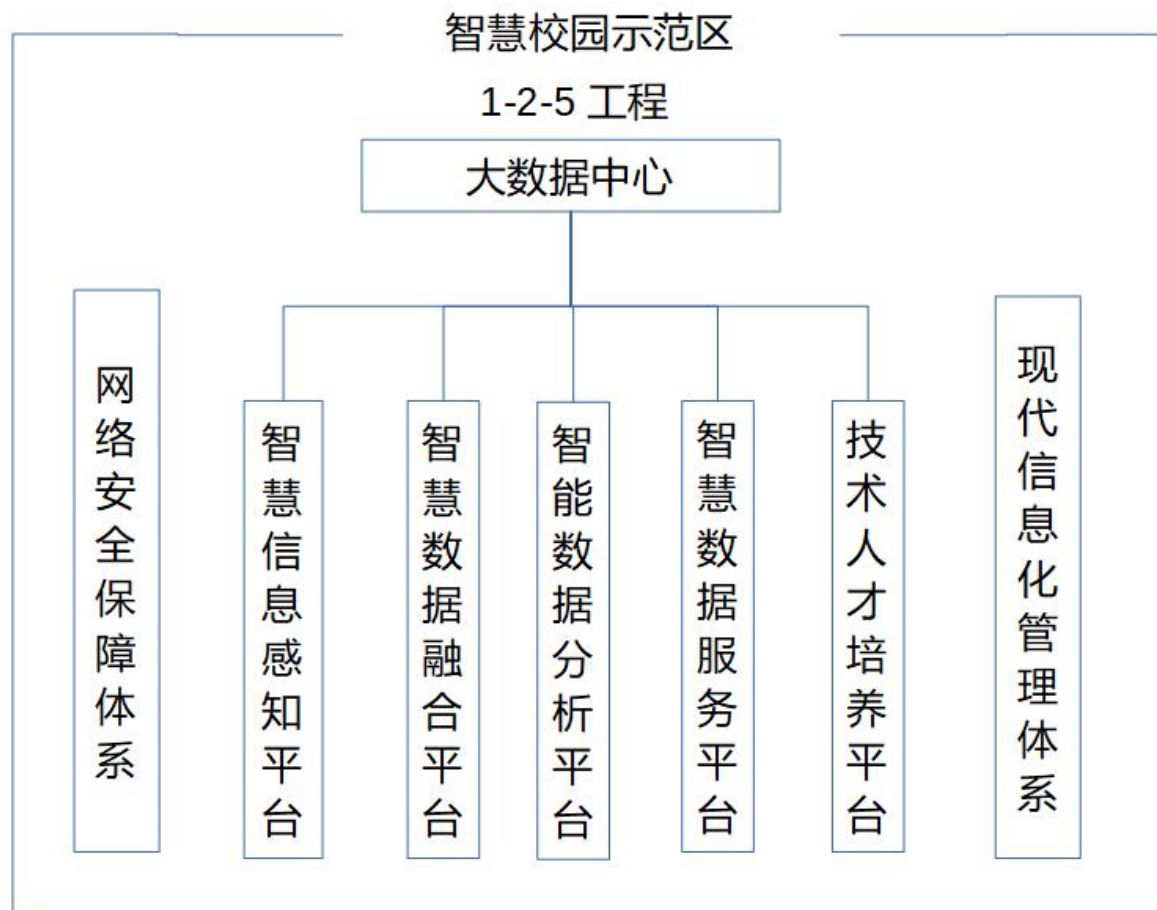 智慧校园示范区
1-2-5 工程
大数据中心
网络安全保障体系
智慧信息感知平台
智慧数据融合平台
智能数据分析平台
智慧数据服务平台
技术人才培养平台
现代信息化管理体系